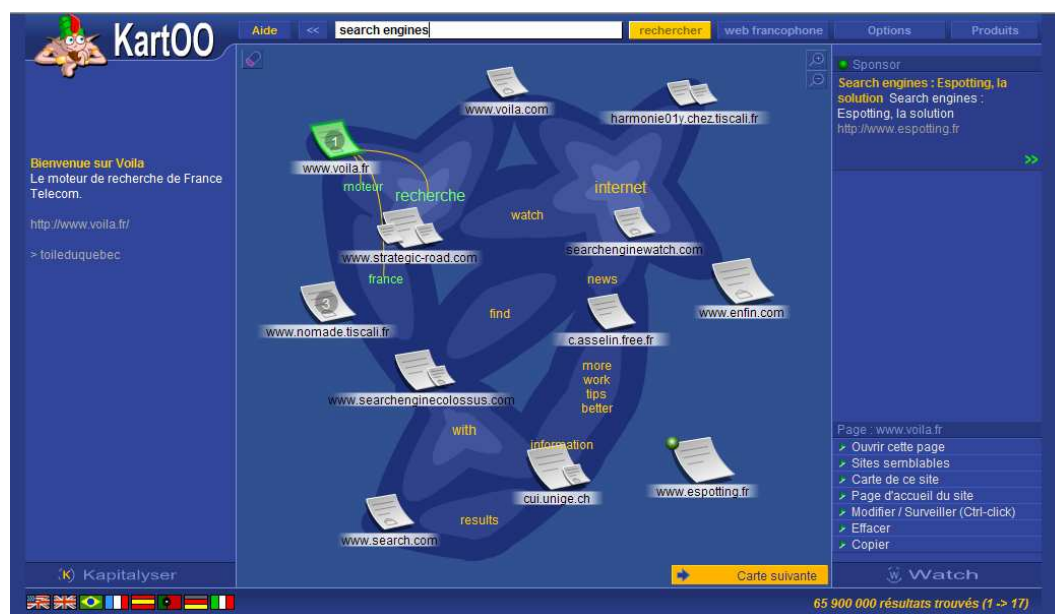 KartOO
Aide
<<
search engines
rechercher
web francophone
Options
Produits
Bienvenue sur Voila
Le moteur de recherche de France
Telecom.
http://www.voila.fr/
> toileduquebec
www.voila.com
harmonie01y.chez.tiscali.fr
1
www.voila.fr
moteur
recherche
internet
watch
www.strategic-road.com
searchenginewatch.com
france
news
3
find
www.enfin.com
www.nomade.tiscali.fr
c.asselin.free.fr
more
work
tips
better
www.searchenginecolossus.com
with
information
www.espotting.fr
cui.unige.ch
results
www.search.com
Sponsor
Search engines : Espotting, la
solution Search engines :
Espotting, la solution
http://www.espotting.fr
>>
Page : www.voila.fr
Ouvrir cette page
Sites semblables
Carte de ce site
Page d'accueil du site
Modifier / Surveiller (Ctrl-click)
Effacer
Copier
(K) Kapitalyser
Carte suivante
W Watch
65 900 000 résultats trouvés (1 -> 17)